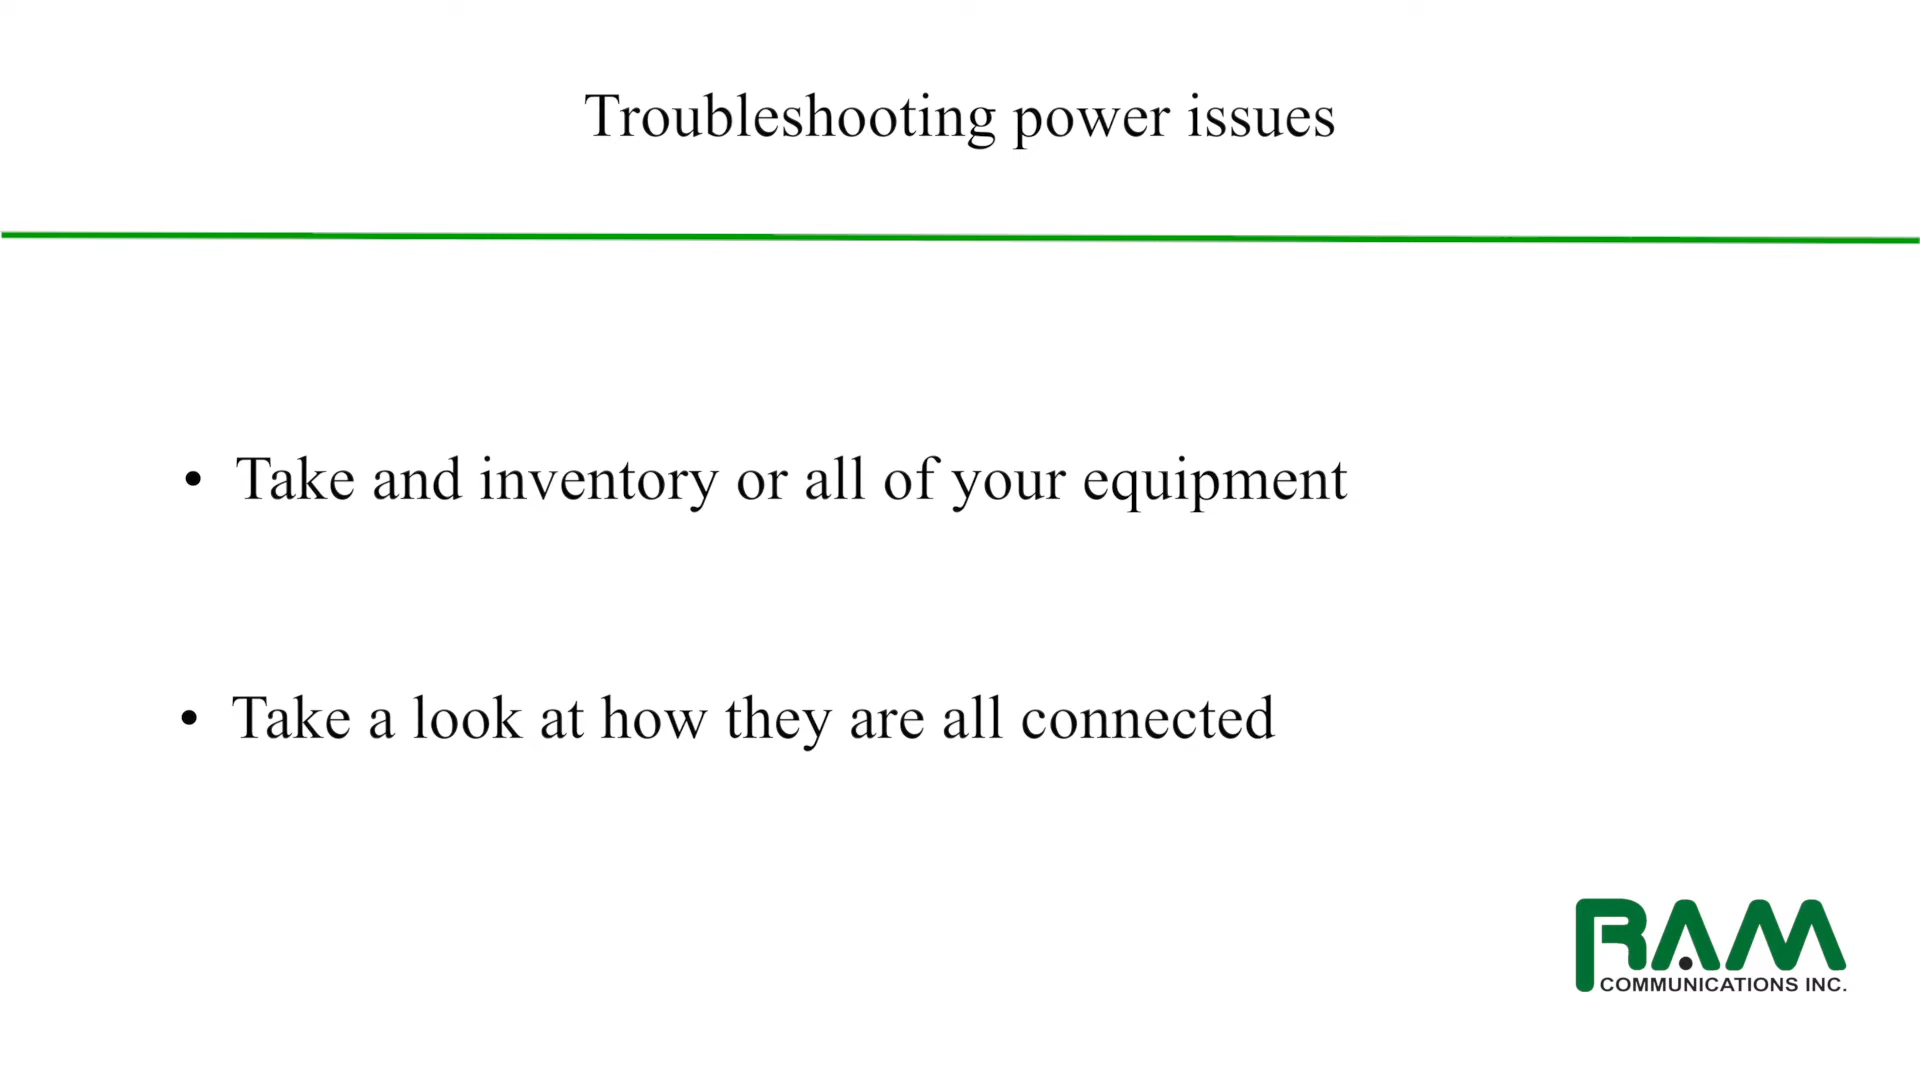 Troubleshooting power issues
• Take and inventory or all of your equipment
• Take a look at how they are all connected
RAM
COMMUNICATIONS INC.